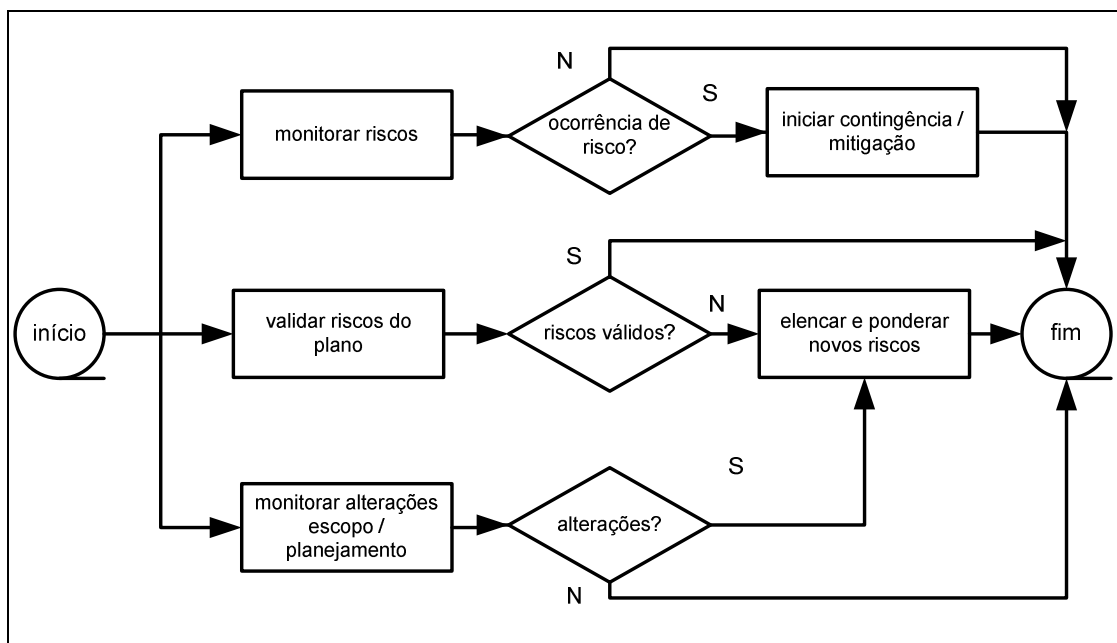 N
S
monitorar riscos
ocorrência de
risco?
iniciar contingência /
mitigação
S
N
início
validar riscos do
plano
riscos válidos?
elencar e ponderar
novos riscos
fim
S
monitorar alterações
escopo /
planejamento
alterações?
N